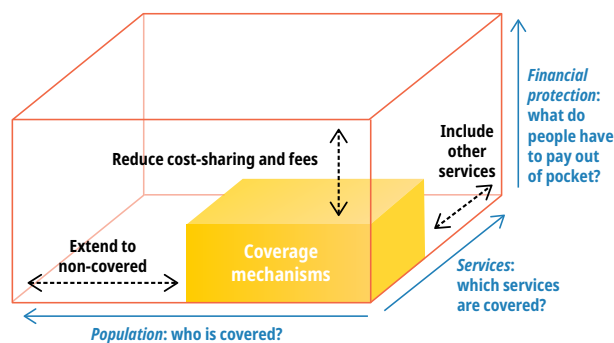 Financial
protection:
what do
people have
to pay out
of pocket?
Include
other
services
Reduce cost-sharing and fees
Extend to
non-covered
Coverage
mechanisms
Services:
which services
are covered?
Population: who is covered?